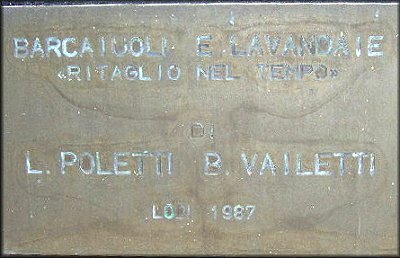 BARCAIUOLI E LAVANDAIE
«RITAGLIO NEL TEMPO»
DI
L. POLETTI B. VAILETTI
LODI 1987